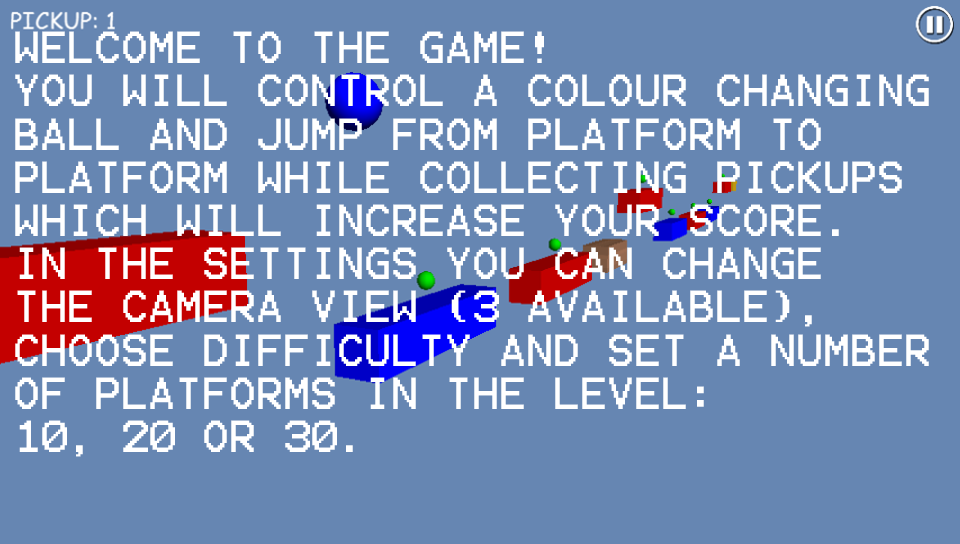 PICKUP: 1
WELCOME TO THE GAME!
YOU WILL CONTROL A COLOUR CHANGING
BALL AND JUMP FROM PLATFORM TO
PLATFORM WHILE COLLECTING PICKUPS
WHICH WILL INCREASE YOUR SCORE.
IN THE SETTINGS YOU CAN CHANGE
THE CAMERA VIEW (3 AVAILABLE),
CHOOSE DIFFICULTY AND SET A NUMBER
OF PLATFORMS IN THE LEVEL:
10, 20 OR 30.